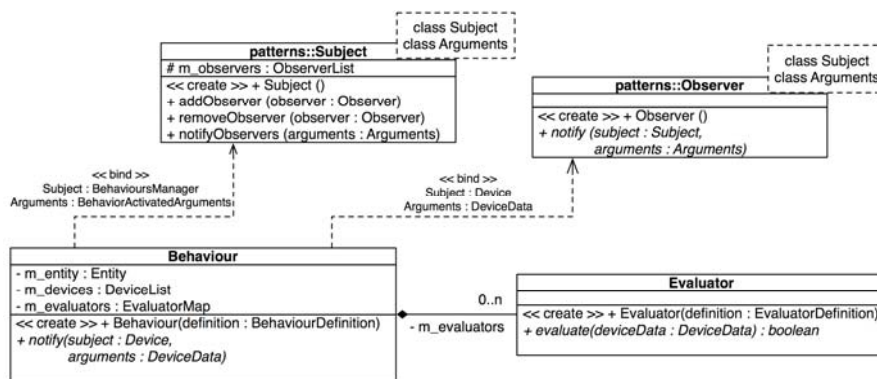 class Subject
class Arguments
patterns::Subject
# m_observers : ObserverList
<< create >> + Subject ()
+ addObserver (observer : Observer)
+ removeObserver (observer : Observer)
+ notifyObservers (arguments : Arguments)
class Subject
class Arguments
patterns::Observer
<< create >> + Observer ()
+ notify (subject : Subject,
arguments : Arguments)
<< bind >>
Subject : BehavioursManager
Arguments : BehaviorActivatedArguments
<< bind >>
Subject : Device
Arguments : DeviceData
Behaviour
- m_entity : Entity
- m_devices : DeviceList
- m_evaluators : EvaluatorMap
<< create >> + Behaviour(definition : BehaviourDefinition)
+ notify(subject : Device,
arguments : DeviceData)
0..n
- m_evaluators
Evaluator
<< create >> + Evaluator(definition : EvaluatorDefinition)
+ evaluate(deviceData : DeviceData) : boolean